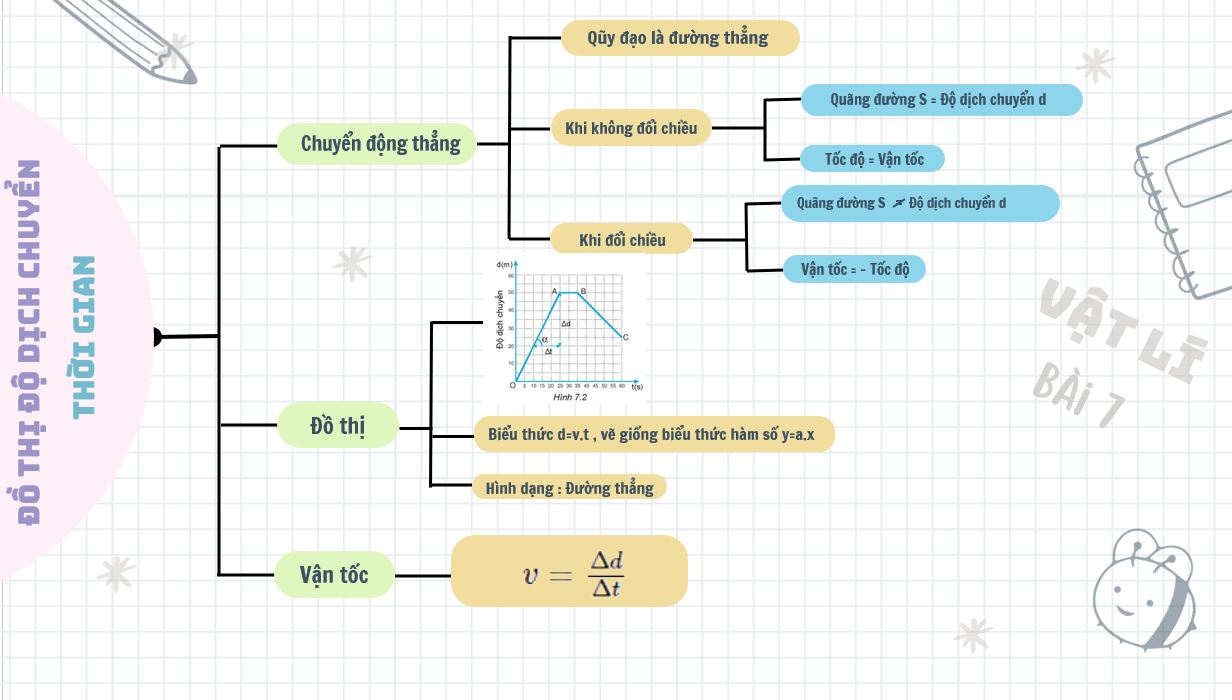 ĐỒ THỊ ĐỘ DỊCH CHUYỂN
THỜI GIAN
Chuyển động thẳng
Qũy đạo là đường thẳng
Khi không đổi chiều
Quãng đường S = Độ dịch chuyển d
Tốc độ = Vận tốc
Khi đổi chiều
Quãng đường S ≠ Độ dịch chuyển d
Vận tốc = - Tốc độ
Đồ thị
d(m)
Độ dịch chuyển
60
50
40
30
20
10
A
B
C
Δd
α
Δt
O
5 10 15 20 25 30 35 40 45 50 55 60
t(s)
Hình 7.2
Biểu thức d=v.t , vẽ giống biểu thức hàm số y=a.x
Hình dạng : Đường thẳng
Vận tốc
v = Δd/Δt
VẬT LÍ
BÀi 7